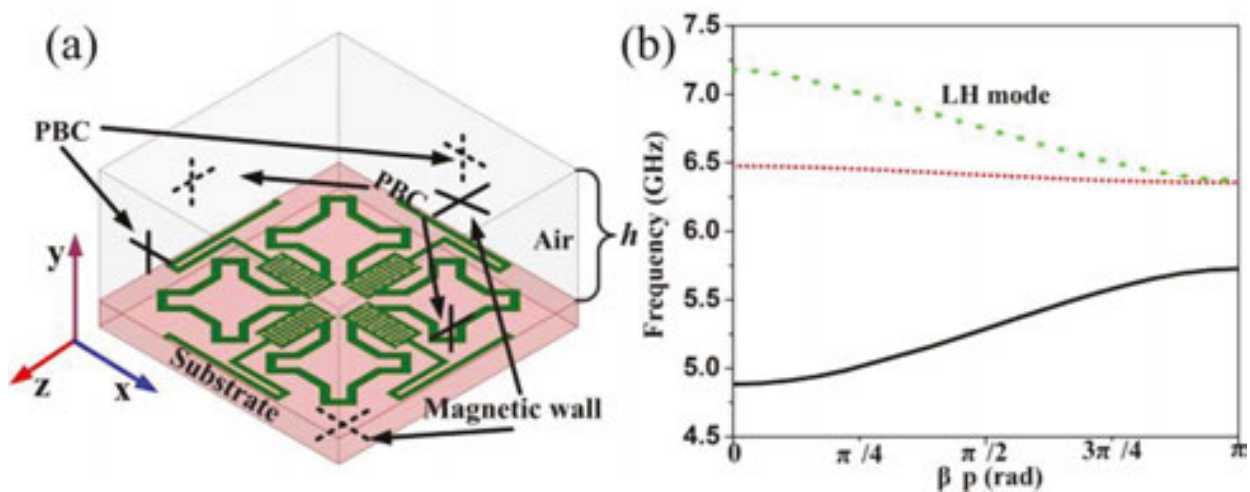 (a)
PBC
PBC
Air
h
y
z
x
Substrate
Magnetic wall
(b)
Frequency (GHz)
7.5
7.0
6.5
6.0
5.5
5.0
4.5
LH mode
0
π/4
π/2
3π/4
π
β p (rad)